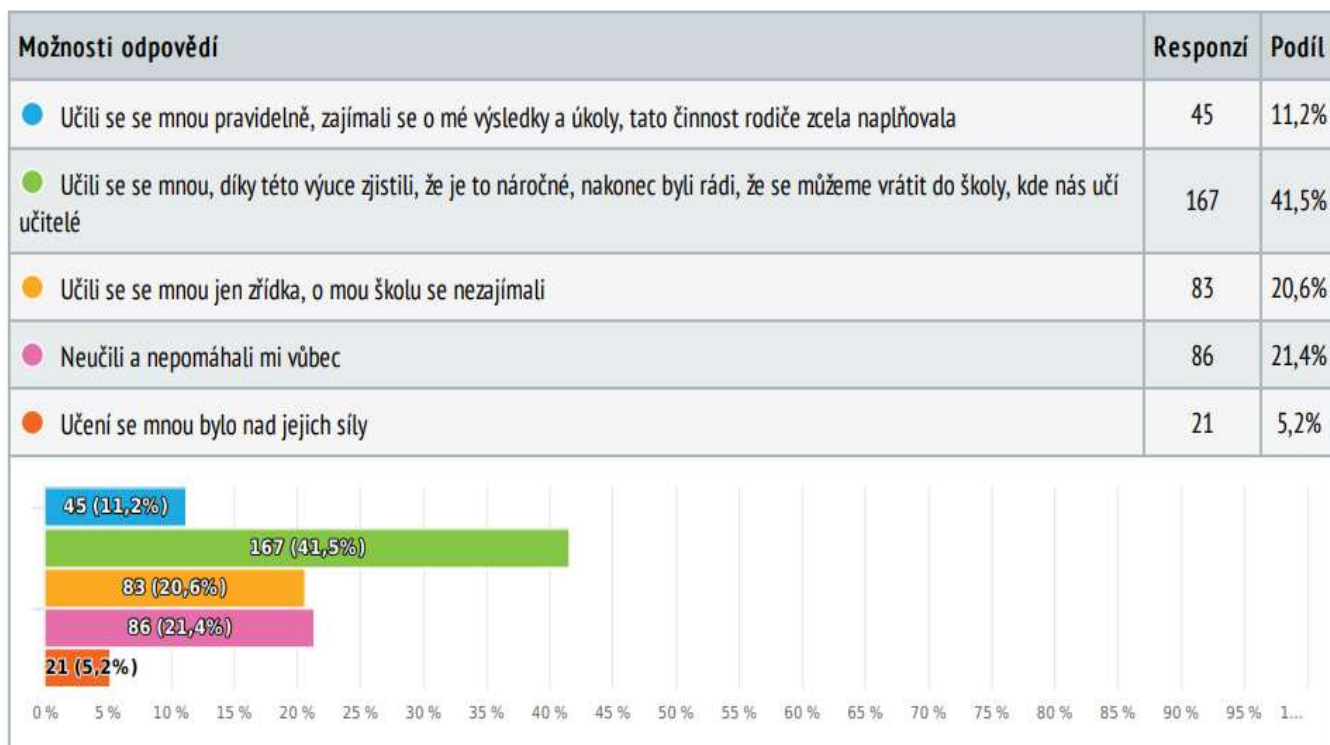 Možnosti odpovědí Responzí Podíl
Učili se se mnou pravidelně, zajímali se o mé výsledky a úkoly, tato činnost rodiče zcela naplňovala 45 11,2%
Učili se se mnou, díky této výuce zjistili, že je to náročné, nakonec byli rádi, že se můžeme vrátit do školy, kde nás učí
učitelé 167 41,5%
Učili se se mnou jen zřídka, o mou školu se nezajímali 83 20,6%
Neučili a nepomáhali mi vůbec 86 21,4%
Učení se mnou bylo nad jejich síly 21 5,2%
45 (11,2%)
167 (41,5%)
83 (20,6%)
86 (21,4%)
21 (5,2%)
0 % 5 % 10 % 15 % 20 % 25 % 30 % 35 % 40 % 45 % 50 % 55 % 60 % 65 % 70 % 75 % 80 % 85 % 90 % 95 % 1...